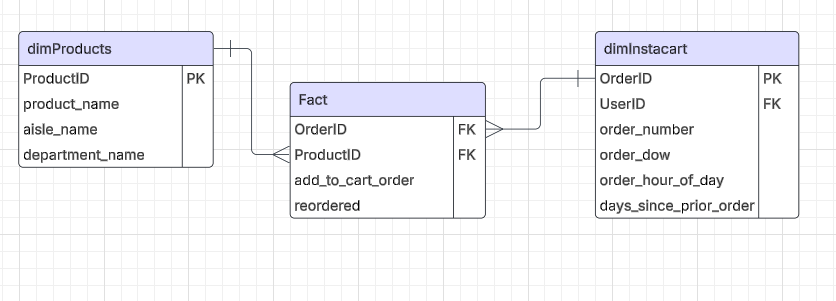 dimProducts
ProductID PK
product_name
aisle_name
department_name
Fact
OrderID FK
ProductID FK
add_to_cart_order
reordered
dimInstacart
OrderID PK
UserID FK
order_number
order_dow
order_hour_of_day
days_since_prior_order